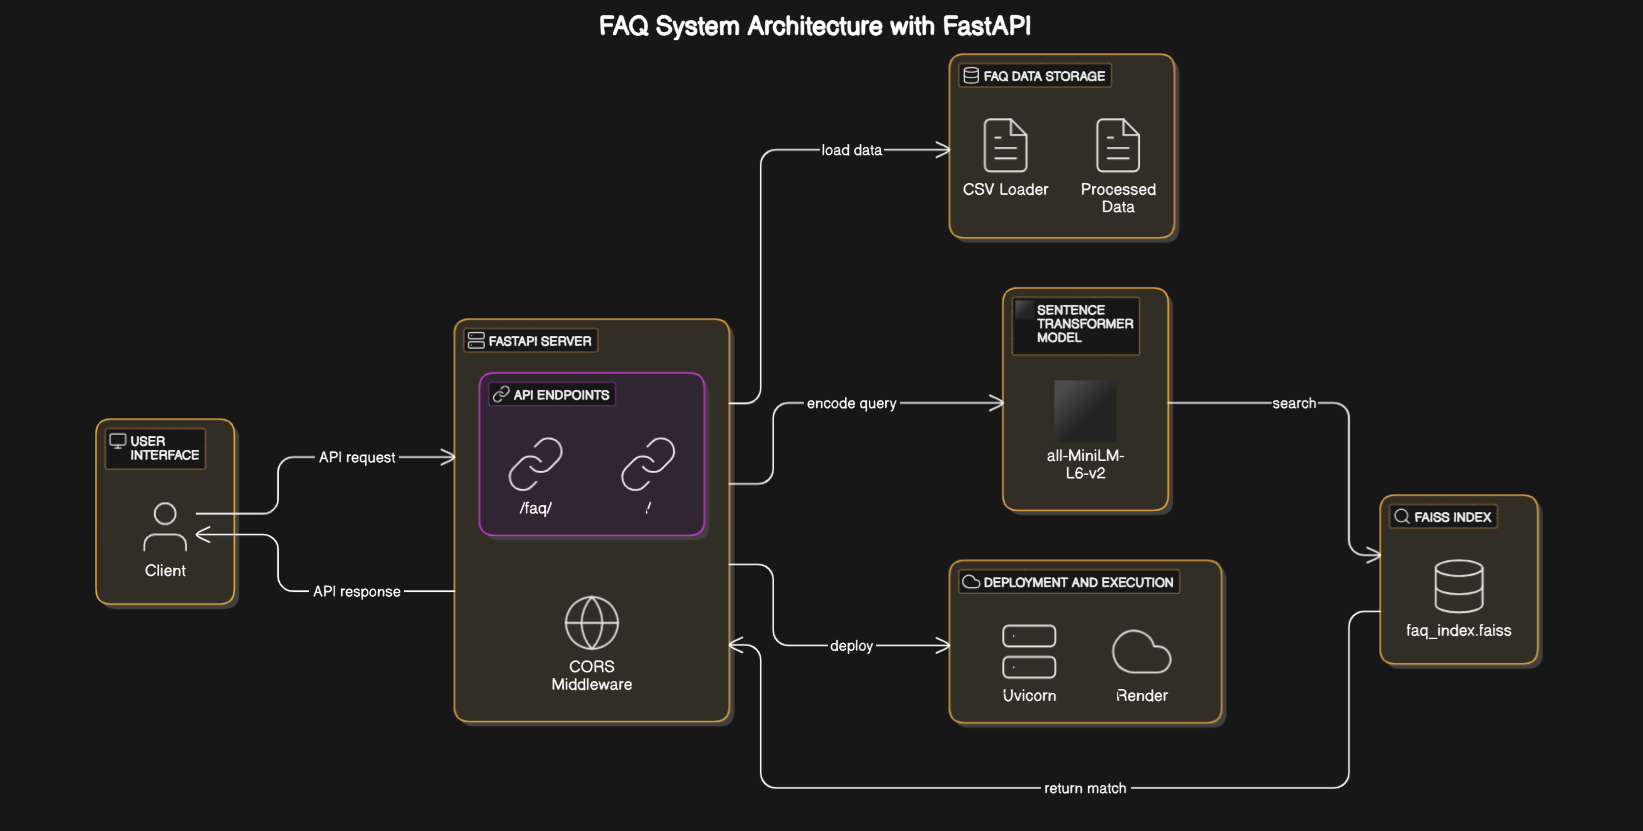 FAQ System Architecture with FastAPI
FAQ DATA STORAGE
CSV Loader
Processed
Data
load data
SENTENCE
TRANSFORMER
MODEL
all-MiniLM-
L6-v2
encode query
search
FASTAPI SERVER
API ENDPOINTS
/faq/
/
CORS
Middleware
USER
INTERFACE
Client
API request
API response
FAISS INDEX
faq_index.faiss
DEPLOYMENT AND EXECUTION
Uvicorn
Render
deploy
return match